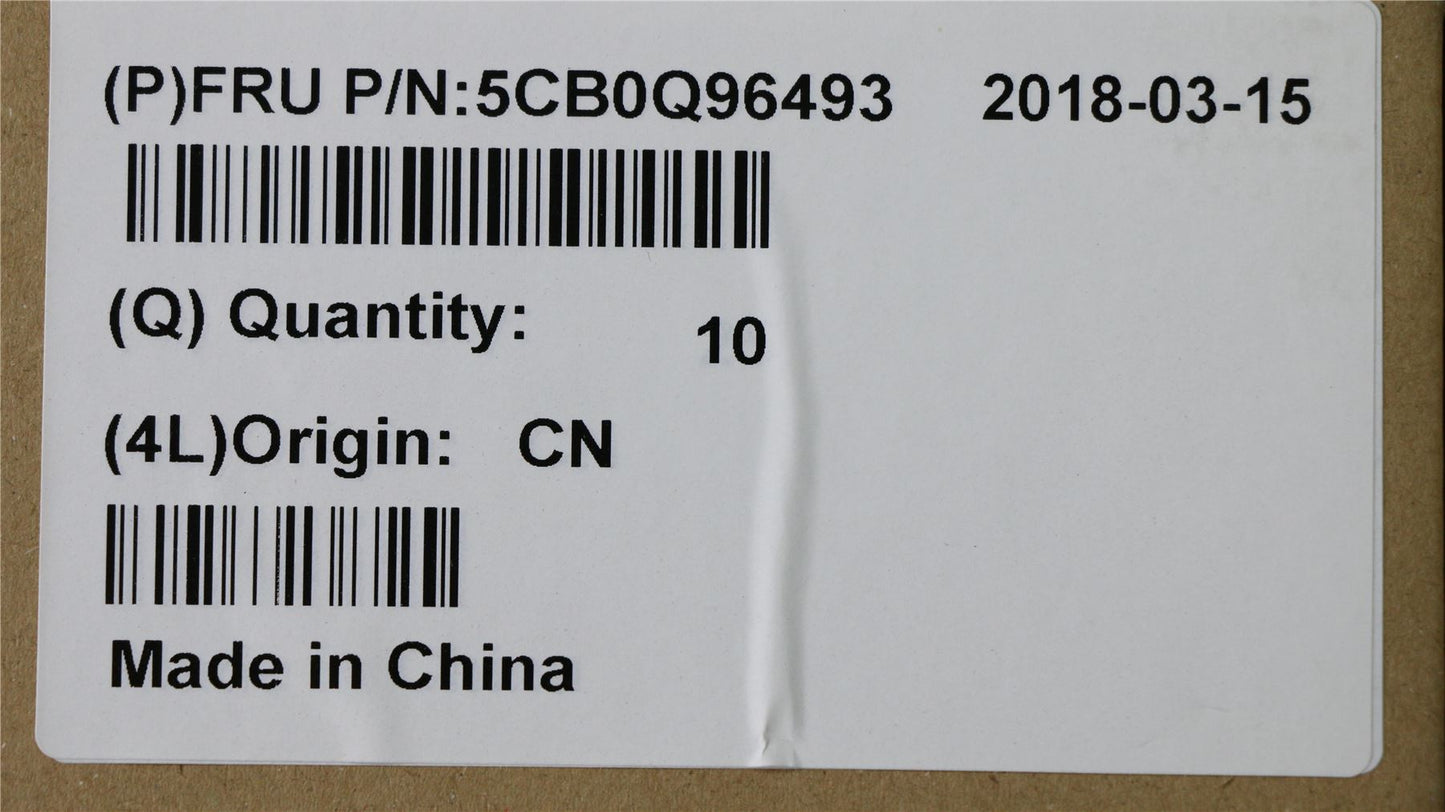 (P)FRU P/N:5CB0Q96493 2018-03-15
(Q) Quantity: 10
(4L)Origin: CN
Made in China